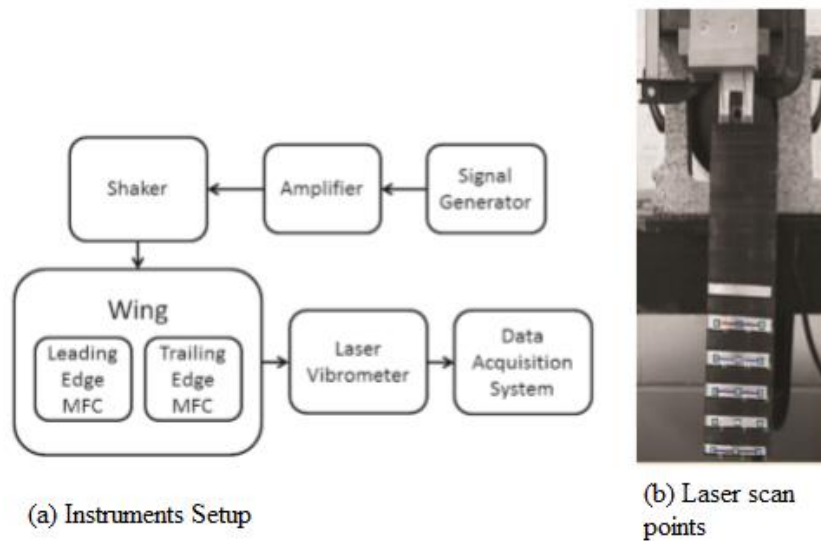 Shaker
Amplifier
Signal
Generator
Wing
Leading
Edge
MFC
Trailing
Edge
MFC
Laser
Vibrometer
Data
Acquisition
System
(a) Instruments Setup
(b) Laser scan
points